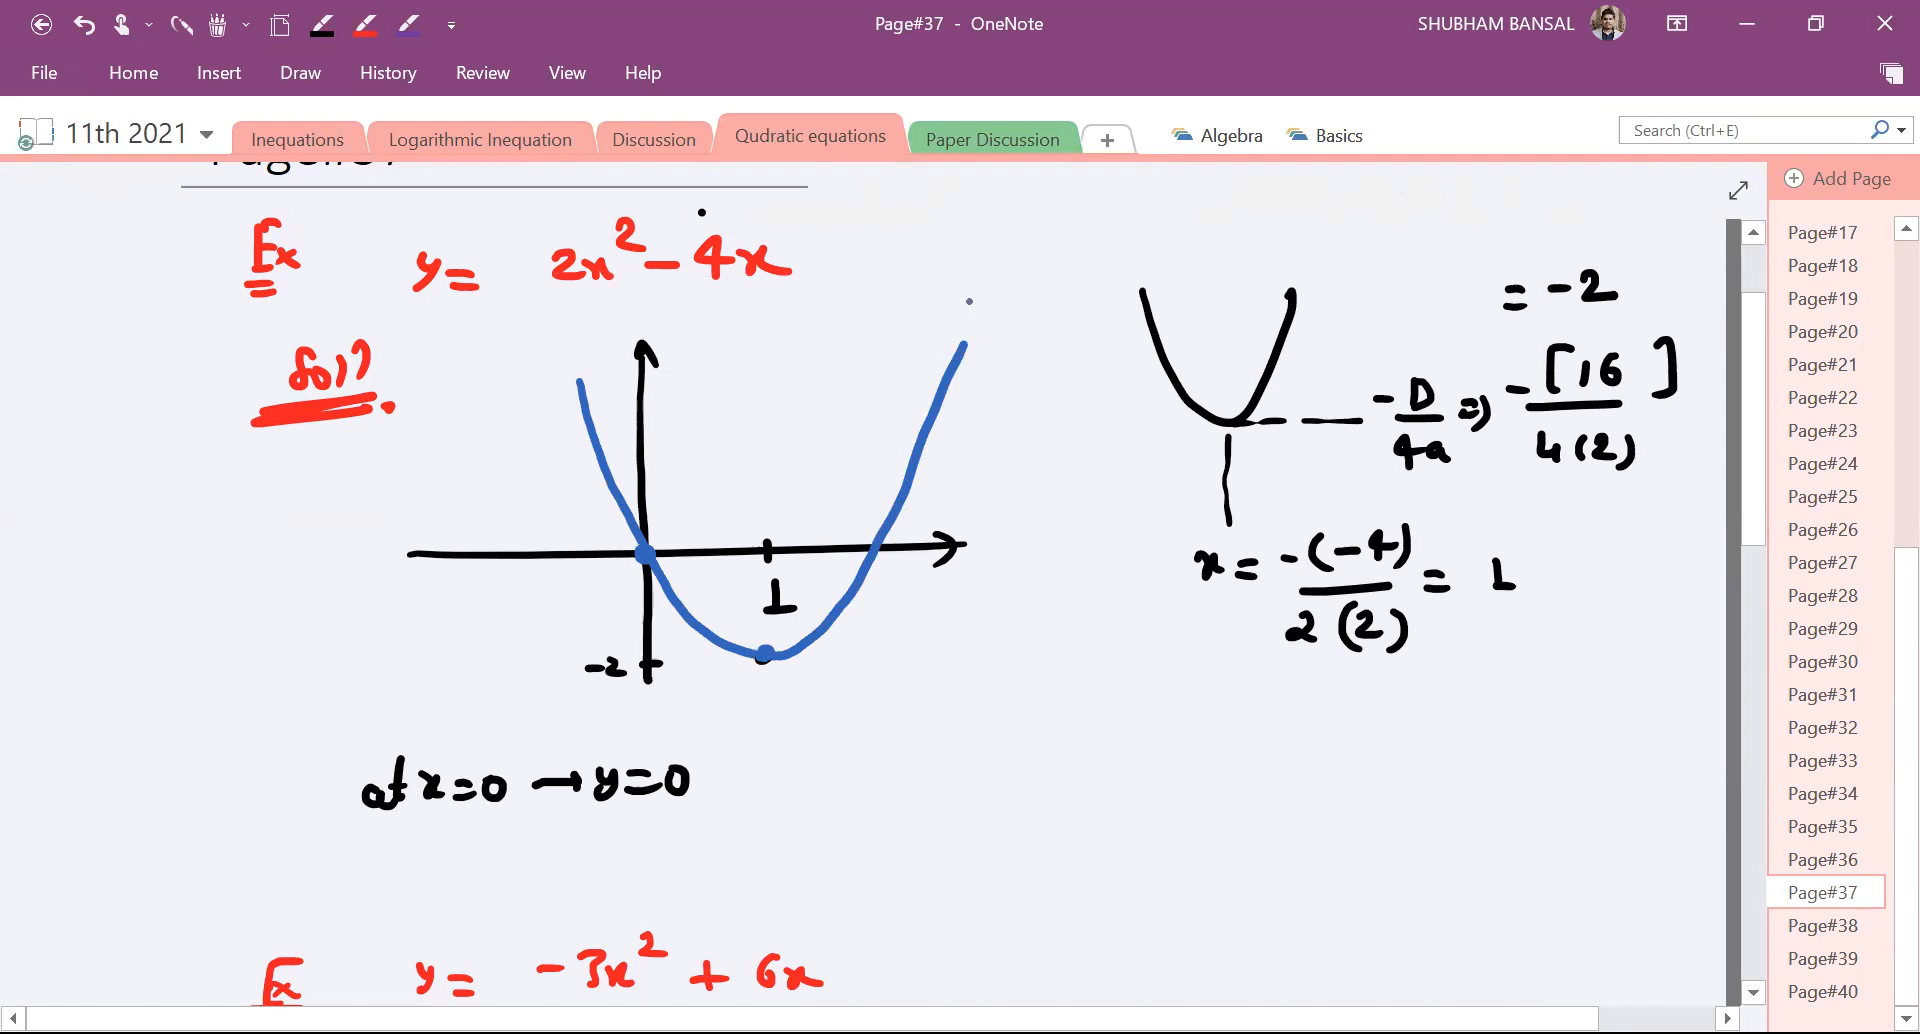 Page#37 - OneNote
SHUBHAM BANSAL
File Home Insert Draw History Review View Help
11th 2021
Inequations
Logarithmic Inequation
Discussion
Qudratic equations
Paper Discussion
+
Algebra
Basics
Search (Ctrl+E)
Ex y = 2x² - 4x
Sol^n
1
-2
at x=0 → y=0
= -2
-D/4a ⇒ -[16]/4(2)
x = -(-4)/2(2) = 1
Ex y = -3x² + 6x
Add Page
Page#17
Page#18
Page#19
Page#20
Page#21
Page#22
Page#23
Page#24
Page#25
Page#26
Page#27
Page#28
Page#29
Page#30
Page#31
Page#32
Page#33
Page#34
Page#35
Page#36
Page#37
Page#38
Page#39
Page#40